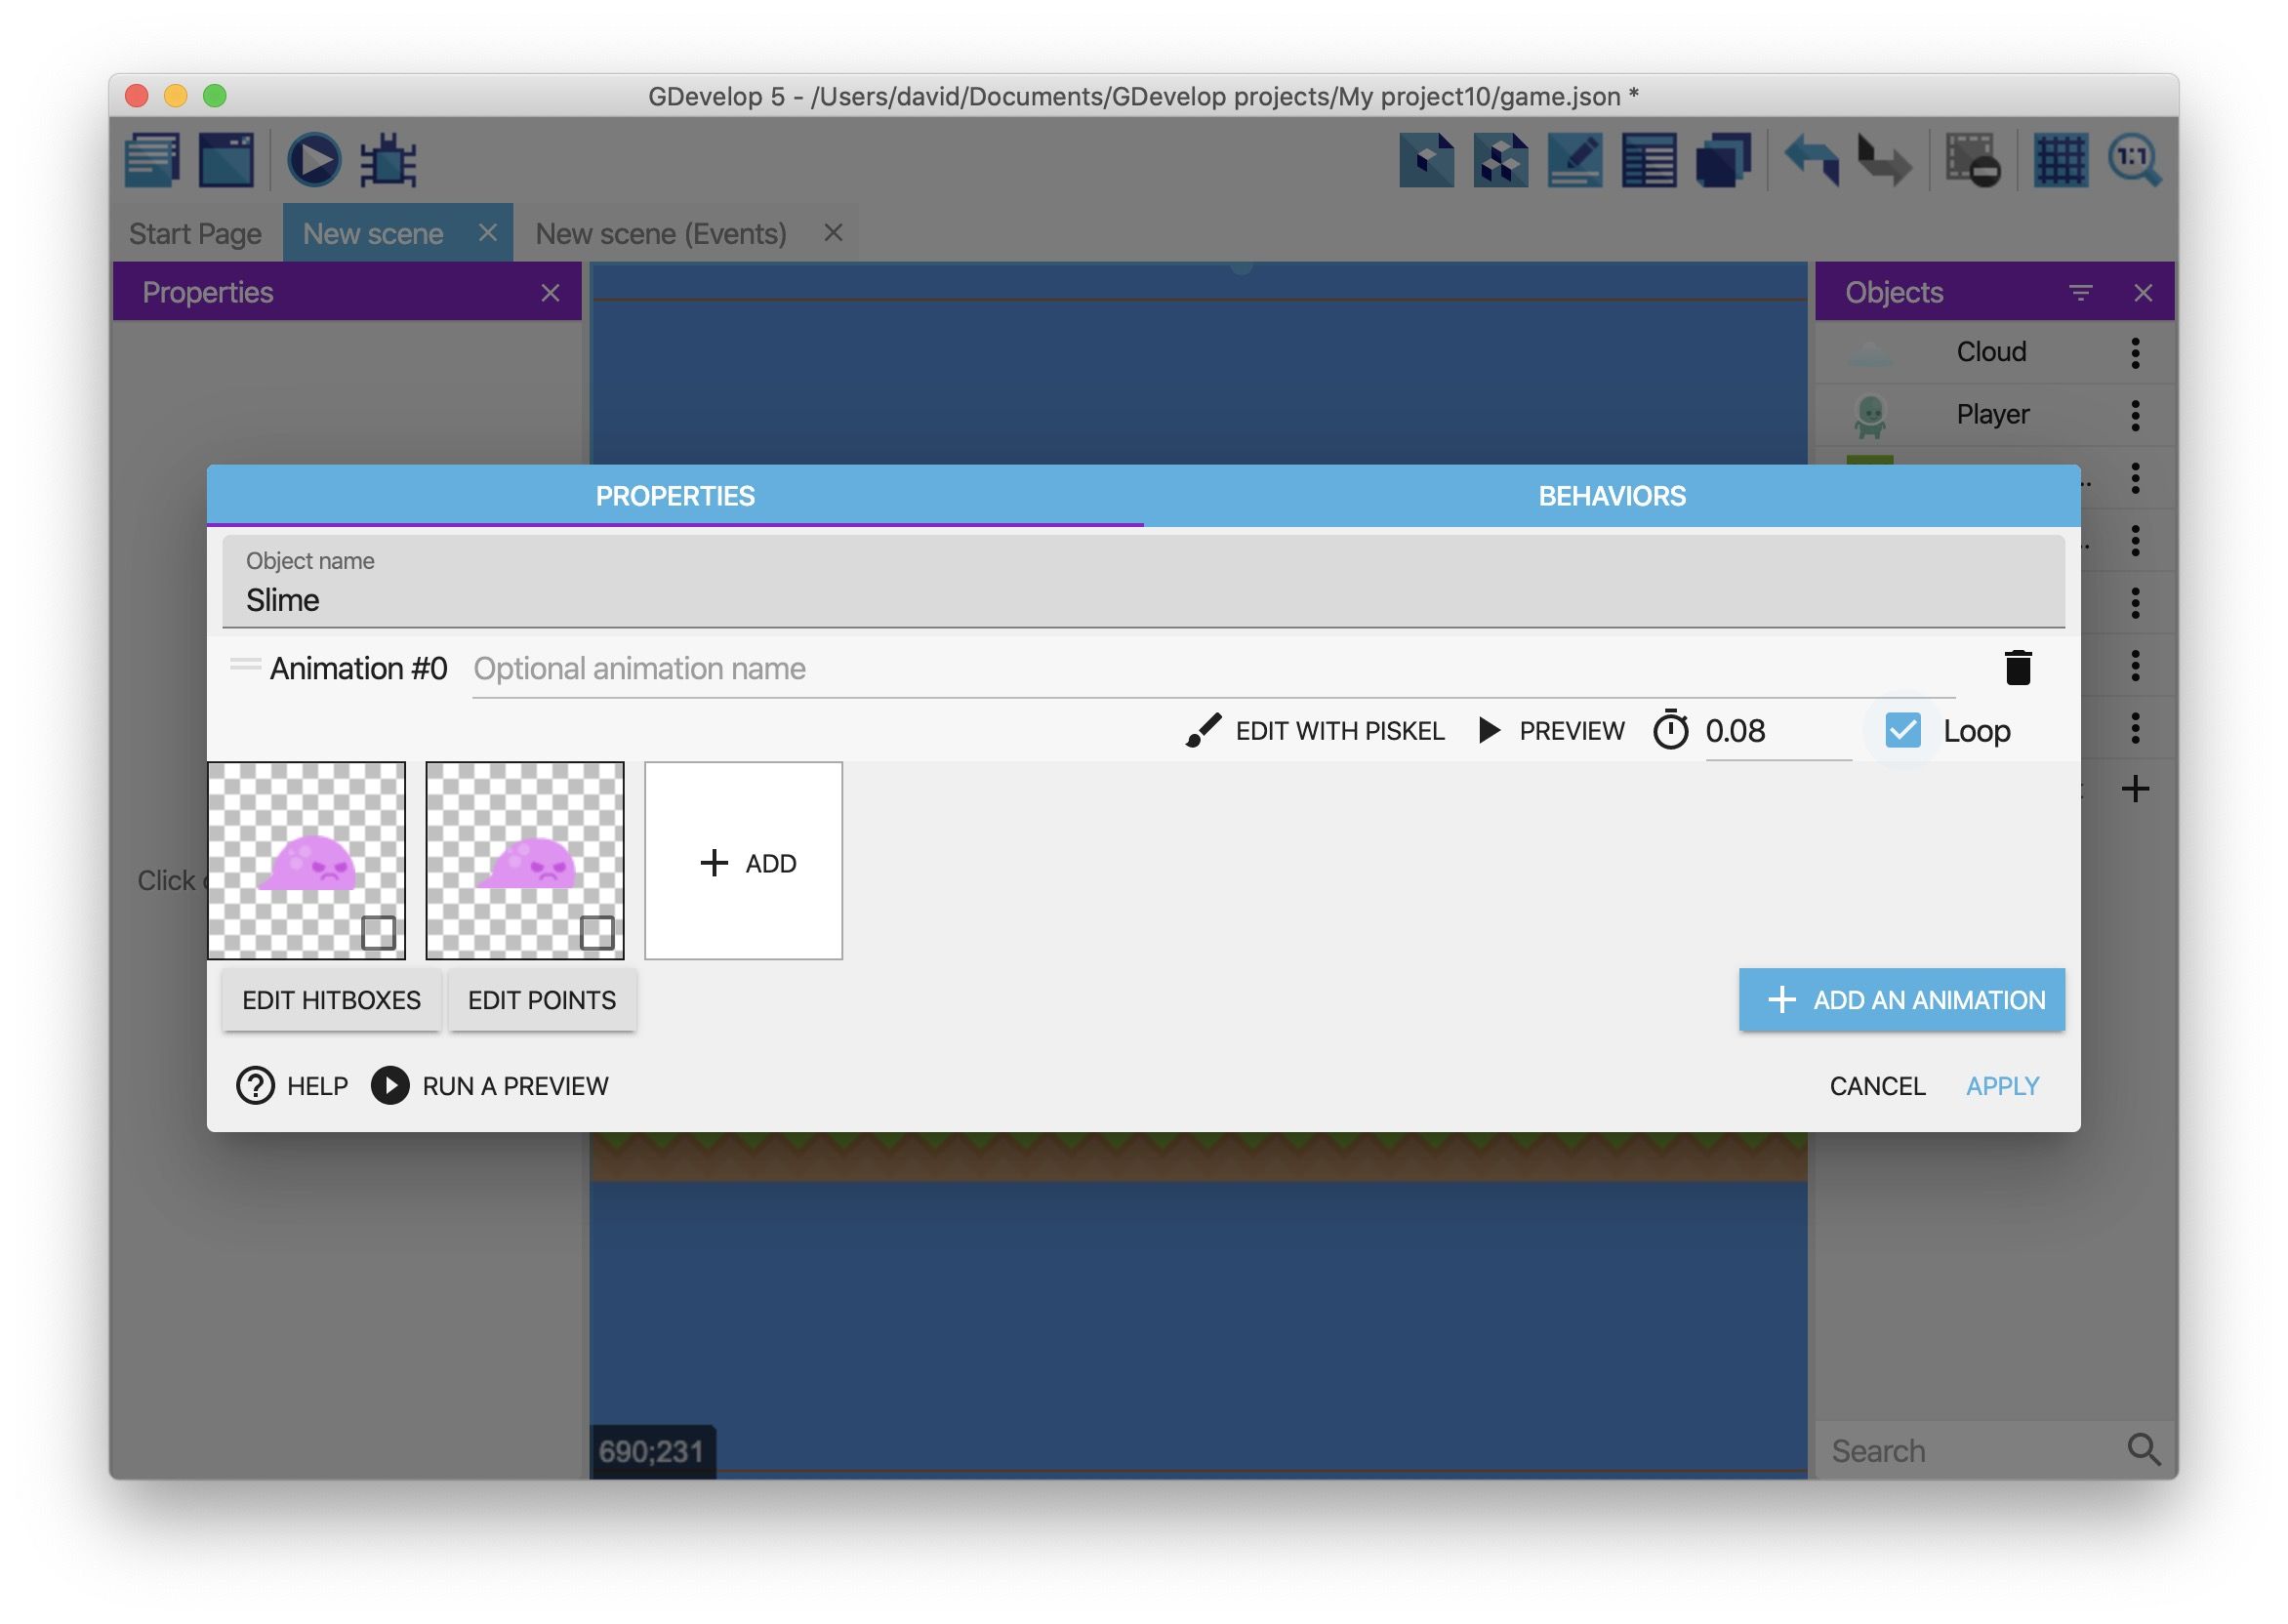 GDevelop 5 - /Users/david/Documents/GDevelop projects/My project10/game.json *
1:1
Start Page
New scene
New scene (Events)
Properties
Objects
Cloud
Player
PROPERTIES
BEHAVIORS
Object name
Slime
Animation #0
Optional animation name
EDIT WITH PISKEL
PREVIEW
0.08
Loop
Click
ADD
EDIT HITBOXES
EDIT POINTS
ADD AN ANIMATION
HELP
RUN A PREVIEW
CANCEL
APPLY
690;231
Search